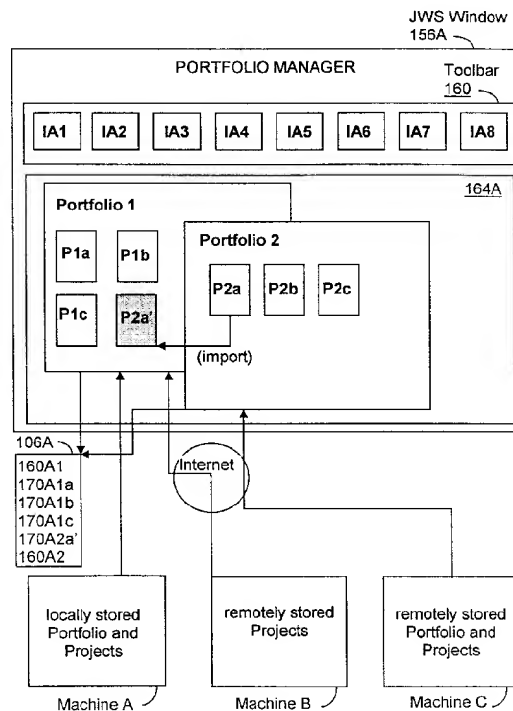 JWS Window
156A
PORTFOLIO MANAGER
Toolbar
160
IA1 IA2 IA3 IA4 IA5 IA6 IA7 IA8
164A
Portfolio 1
P1a P1b
P1c P2a'
Portfolio 2
P2a P2b P2c
(import)
106A
160A1
170A1a
170A1b
170A1c
170A2a'
160A2
Internet
locally stored
Portfolio and
Projects
Machine A
remotely stored
Projects
Machine B
remotely stored
Portfolio and
Projects
Machine C